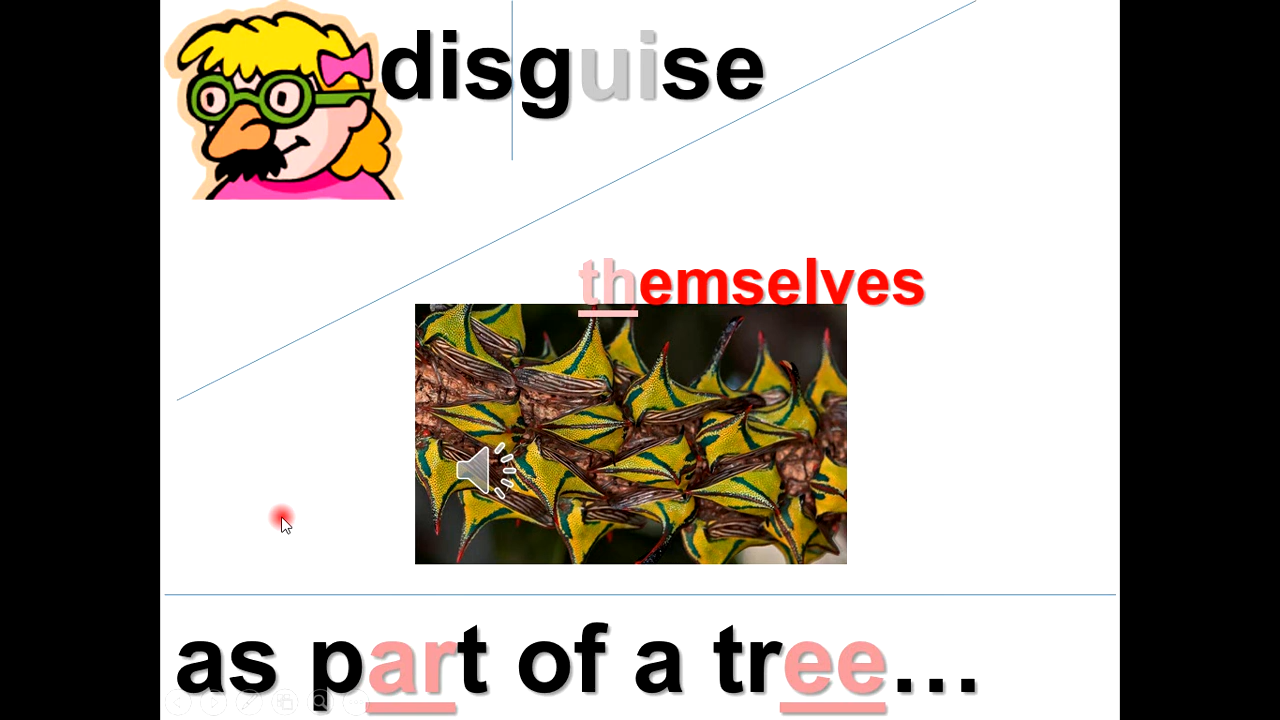 disguise
themselves
as part of a tree...